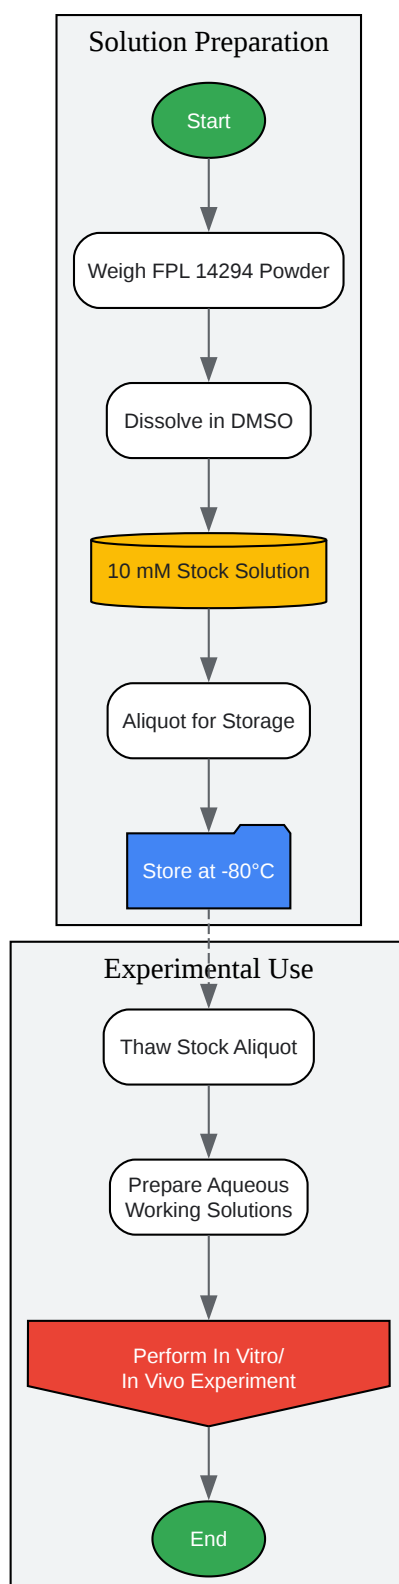 Solution Preparation
Start
Weigh FPL 14294 Powder
Dissolve in DMSO
10 mM Stock Solution
Aliquot for Storage
Store at -80°C
Experimental Use
Thaw Stock Aliquot
Prepare Aqueous
Working Solutions
Perform In Vitro/
In Vivo Experiment
End